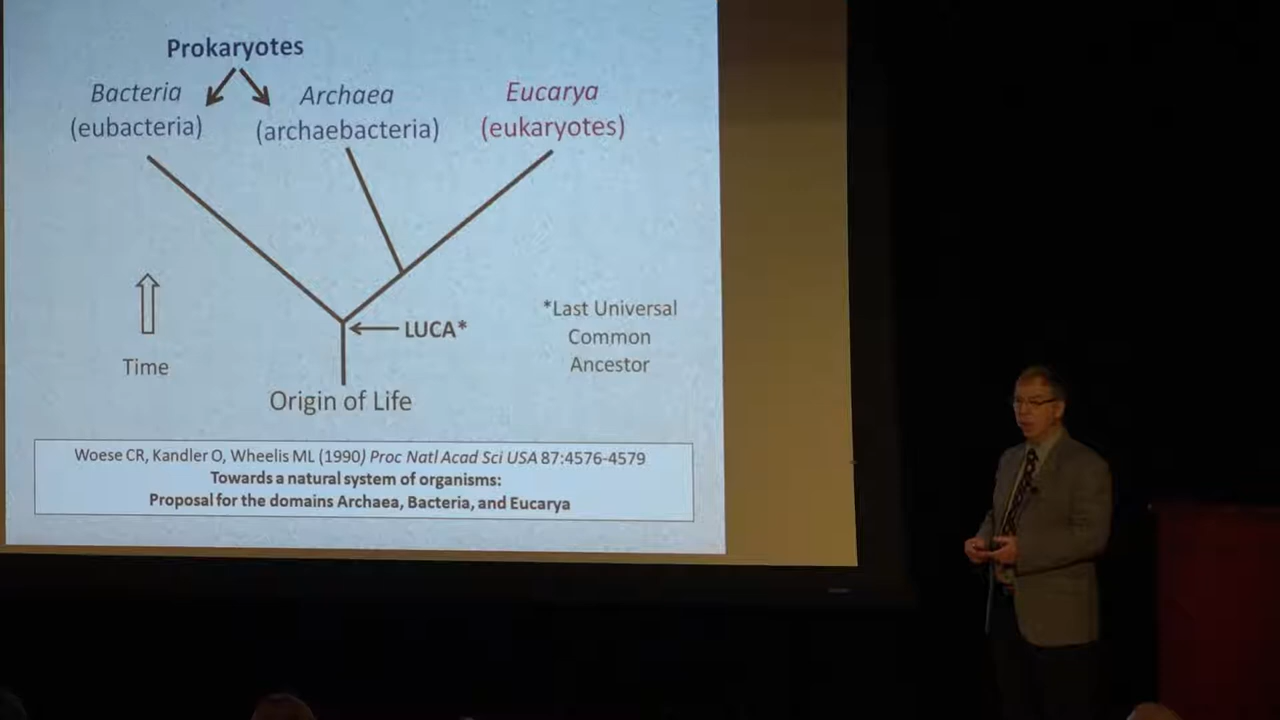 Prokaryotes
Bacteria
(eubacteria)
Archaea
(archaebacteria)
Eucarya
(eukaryotes)
Time
LUCA*
*Last Universal
Common
Ancestor
Origin of Life
Woese CR, Kandler O, Wheelis ML (1990) Proc Natl Acad Sci USA 87:4576-4579
Towards a natural system of organisms:
Proposal for the domains Archaea, Bacteria, and Eucarya